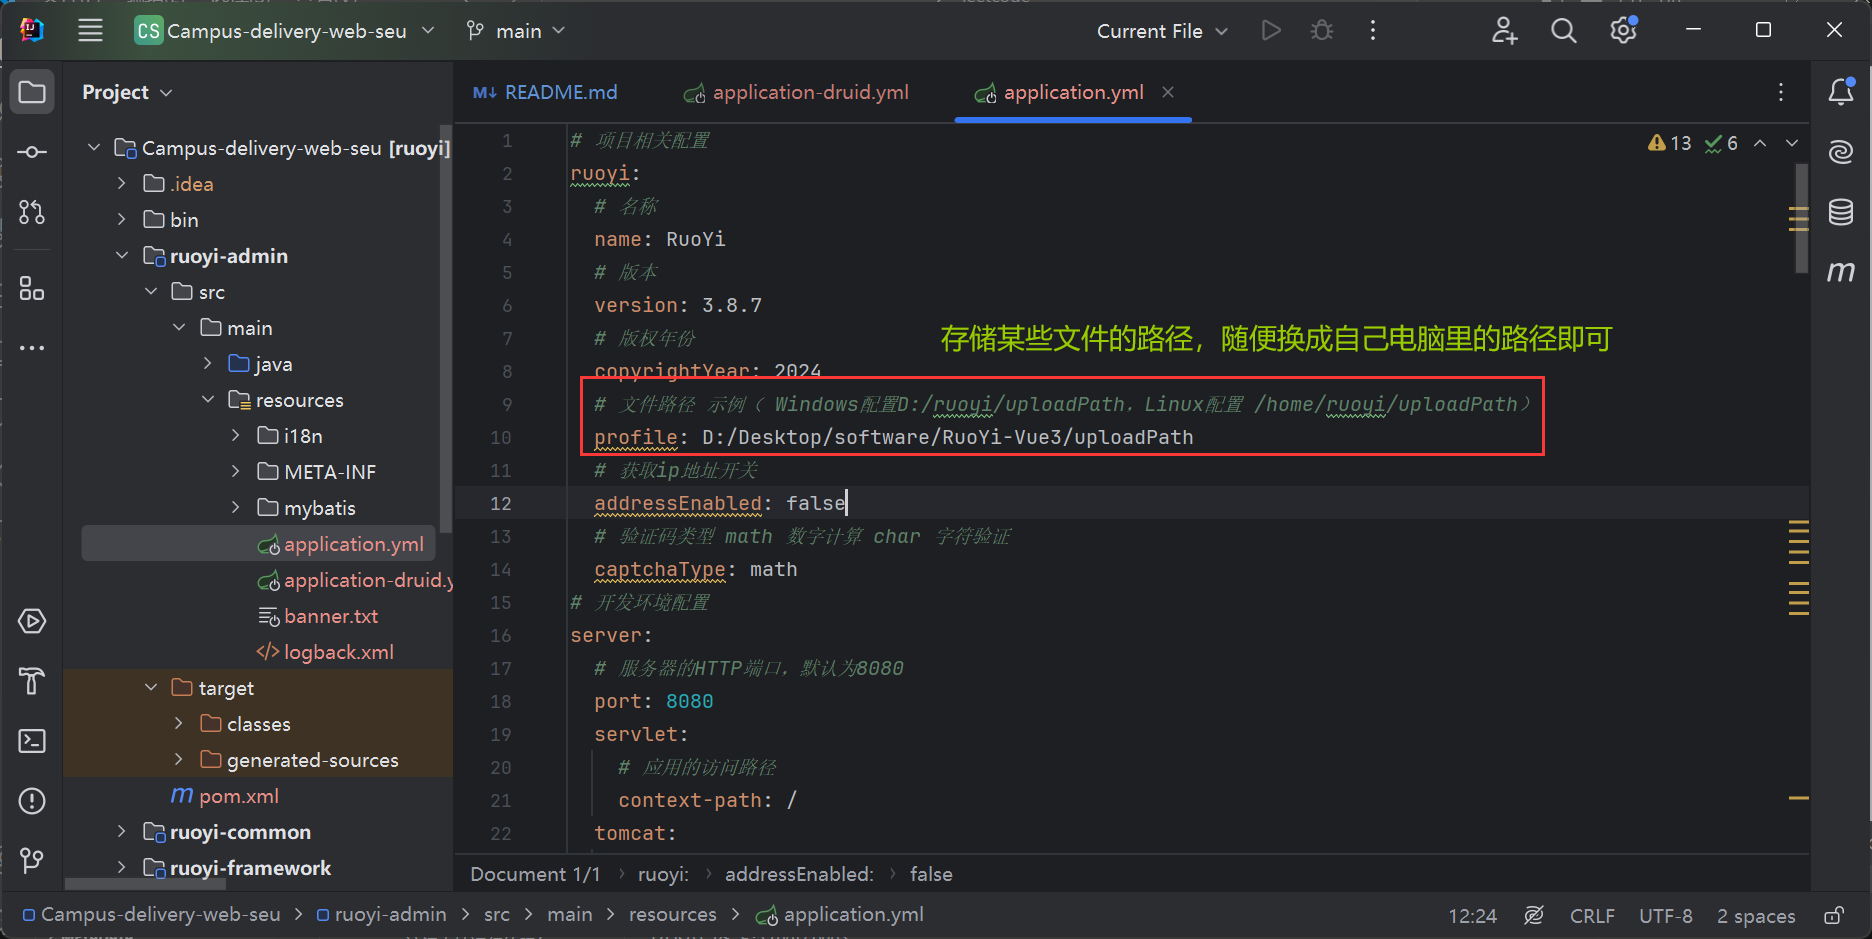 CS Campus-delivery-web-seu main Current File
Project
Campus-delivery-web-seu [ruoyi]
.idea
bin
ruoyi-admin
src
main
java
resources
i18n
META-INF
mybatis
application.yml
application-druid.y
banner.txt
logback.xml
target
classes
generated-sources
pom.xml
ruoyi-common
ruoyi-framework
README.md application-druid.yml application.yml
13 6
1 # 项目相关配置
2 ruoyi:
3 # 名称
4 name: RuoYi
5 # 版本
6 version: 3.8.7
7 # 版权年份
存储某些文件的路径，随便换成自己电脑里的路径即可
8 copyrightYear: 2024
9 # 文件路径 示例（ Windows配置D:/ruoyi/uploadPath，Linux配置 /home/ruoyi/uploadPath）
10 profile: D:/Desktop/software/RuoYi-Vue3/uploadPath
11 # 获取ip地址开关
12 addressEnabled: false
13 # 验证码类型 math 数字计算 char 字符验证
14 captchaType: math
15 # 开发环境配置
16 server:
17 # 服务器的HTTP端口，默认为8080
18 port: 8080
19 servlet:
20 # 应用的访问路径
21 context-path: /
22 tomcat:
Document 1/1 › ruoyi: › addressEnabled: › false
Campus-delivery-web-seu > ruoyi-admin > src > main > resources > application.yml
12:24 CRLF UTF-8 2 spaces